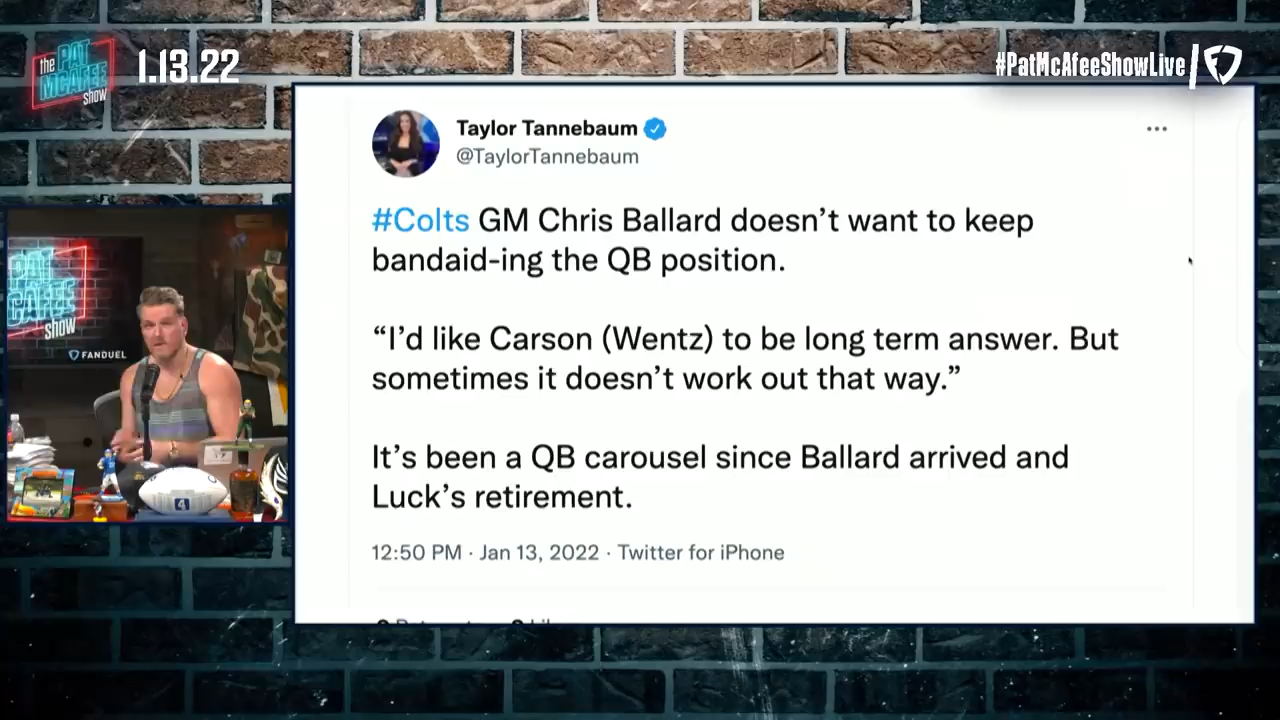 the PAT MCAFEE show
1.13.22
#PatMcAfeeShowLive
Taylor Tannebaum
@TaylorTannebaum
#Colts GM Chris Ballard doesn’t want to keep
bandaid-ing the QB position.
“I’d like Carson (Wentz) to be long term answer. But
sometimes it doesn’t work out that way.”
It’s been a QB carousel since Ballard arrived and
Luck’s retirement.
12:50 PM · Jan 13, 2022 · Twitter for iPhone
PAT
CAFEE
show
FANDUEL
4